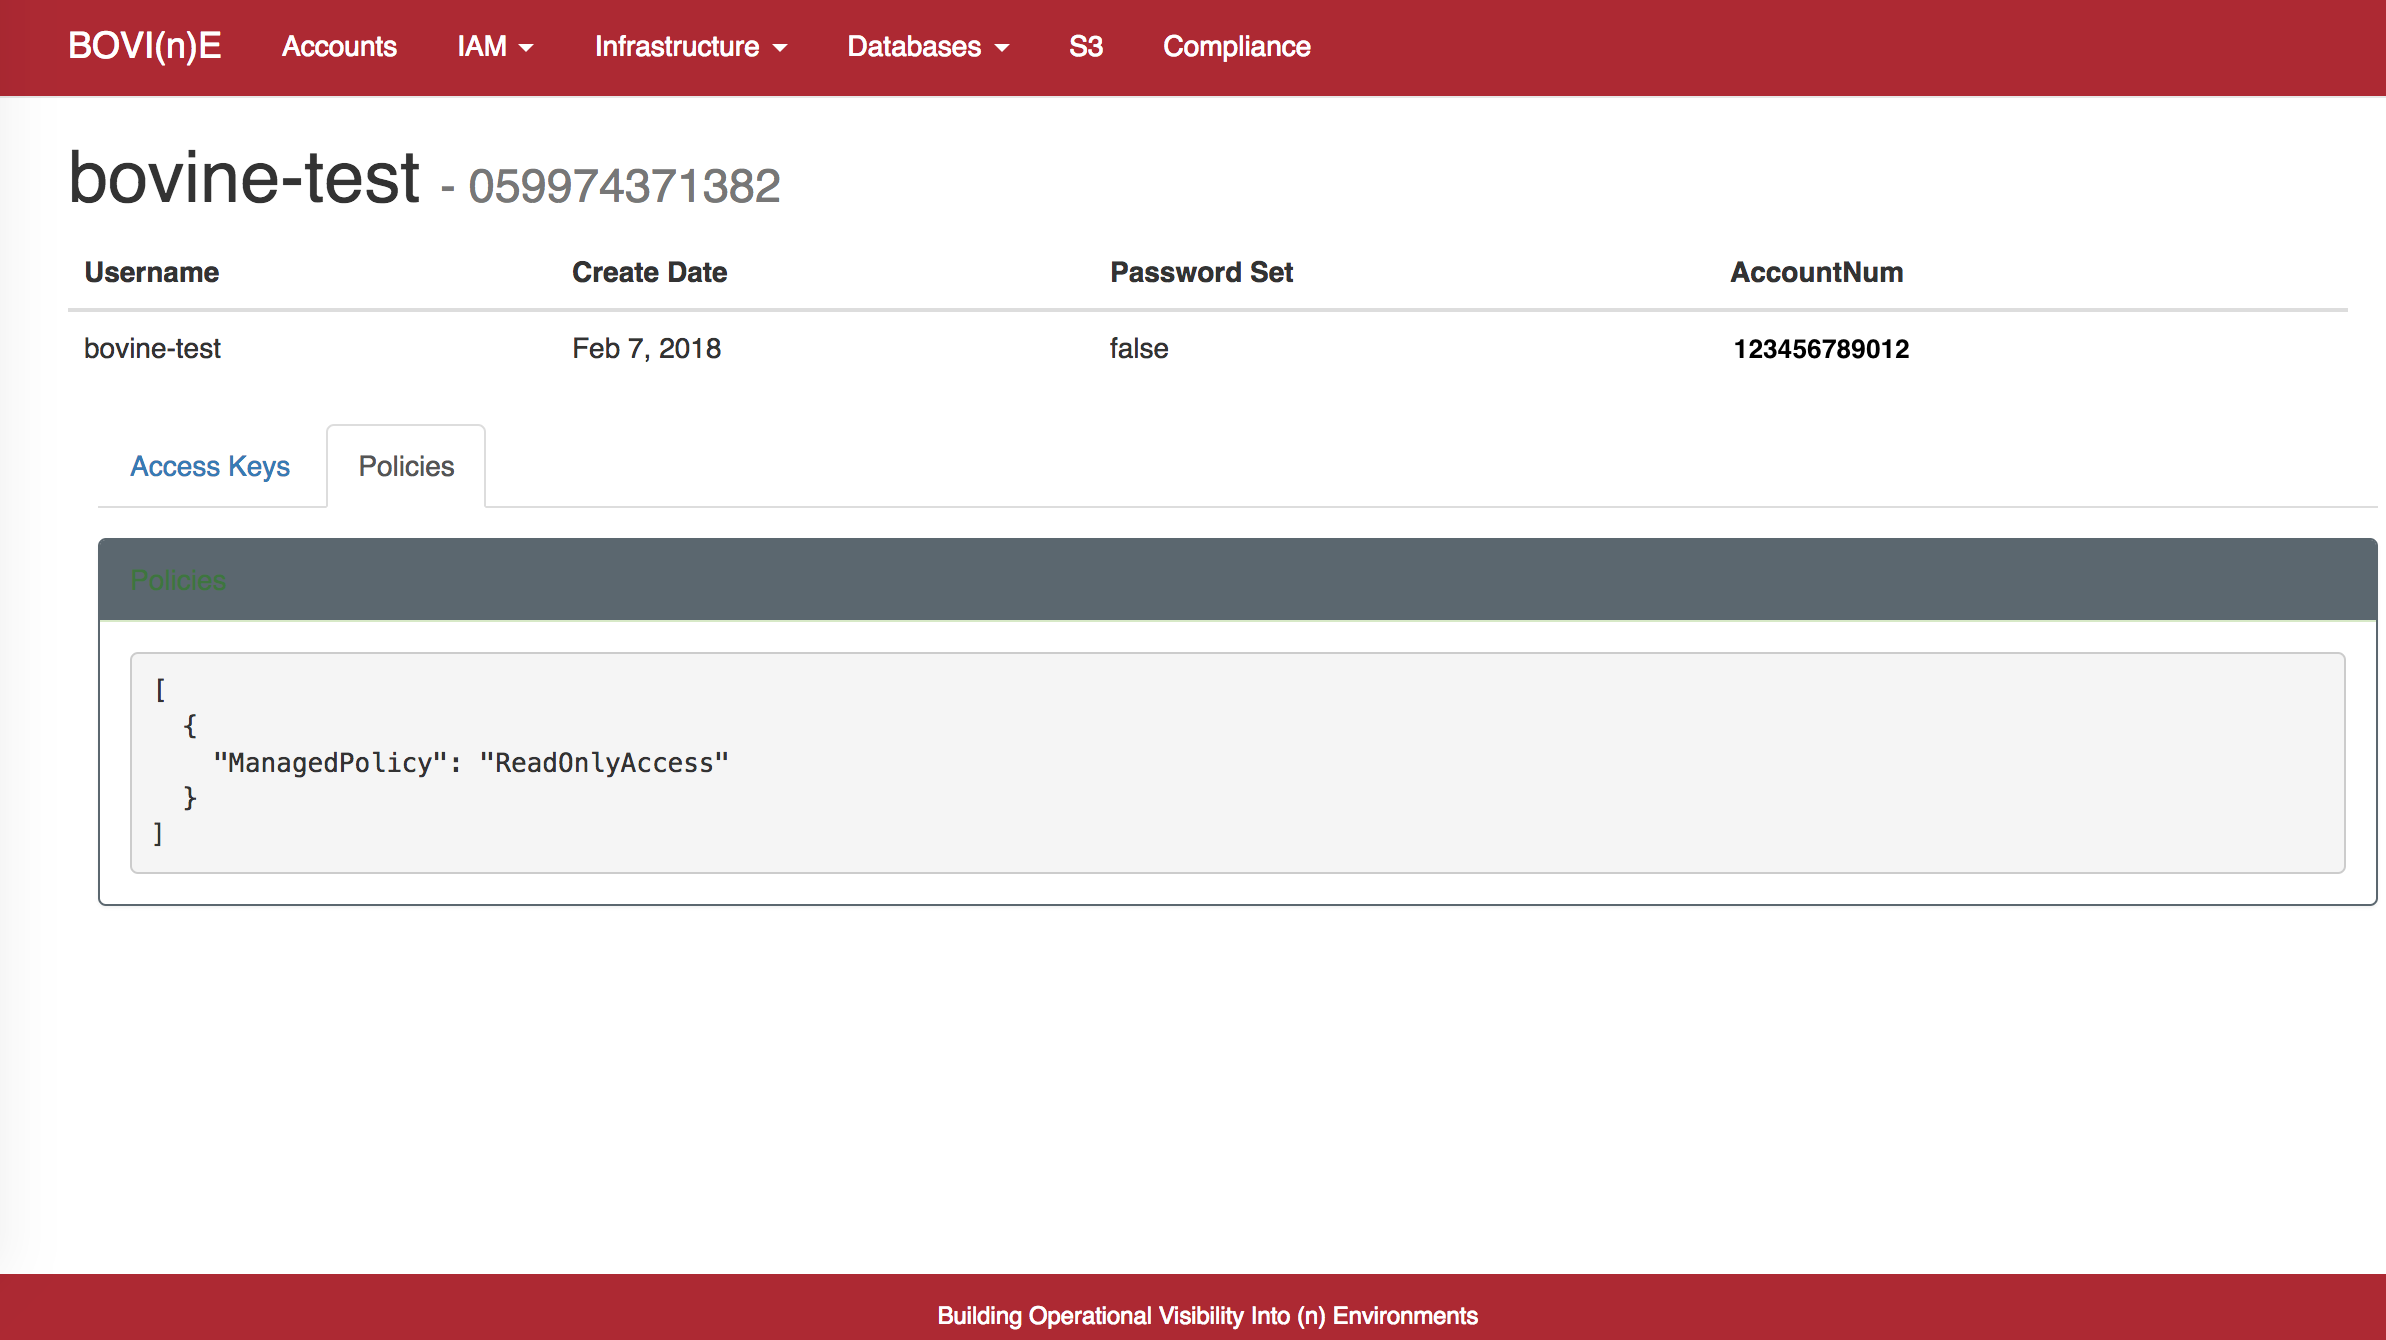 BOVI(n)E Accounts IAM Infrastructure Databases S3 Compliance
bovine-test - 059974371382
Username Create Date Password Set AccountNum
bovine-test Feb 7, 2018 false 123456789012
Access Keys Policies
Policies
[
{
"ManagedPolicy": "ReadOnlyAccess"
}
]
Building Operational Visibility Into (n) Environments